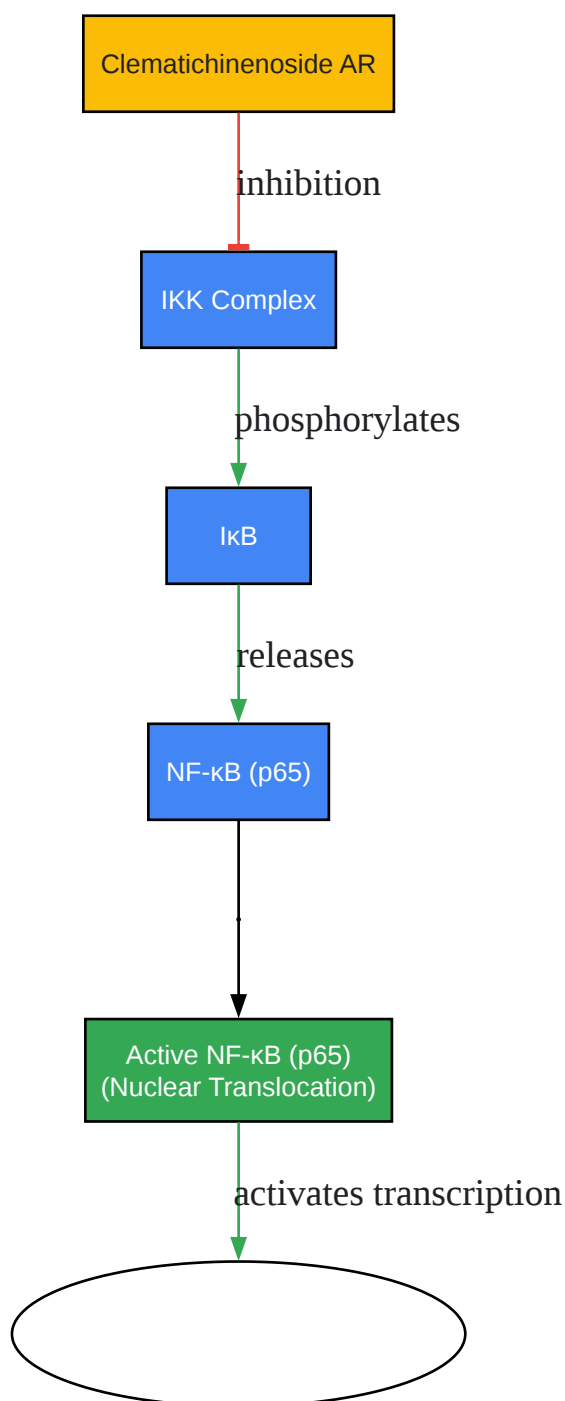 Clematichinenoside AR
inhibition
IKK Complex
phosphorylates
IκB
releases
NF-κB (p65)
Active NF-κB (p65)
(Nuclear Translocation)
activates transcription